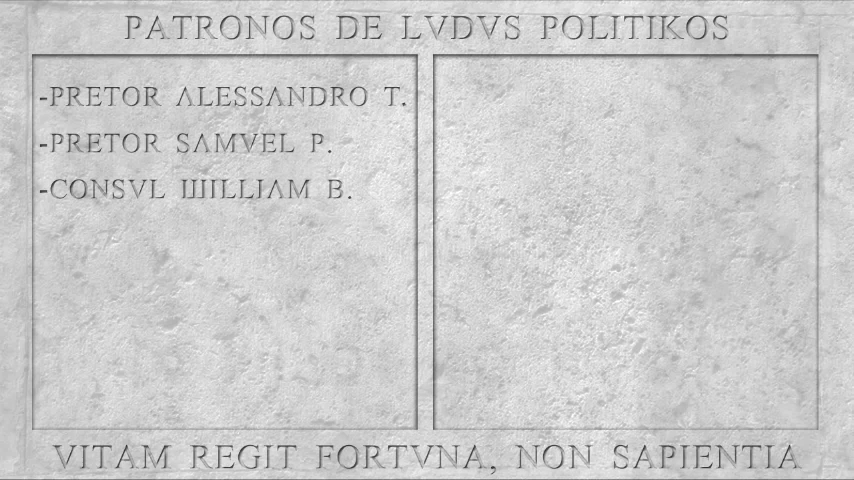 PATRONOS DE LVDVS POLITIKOS
-PRETOR ALESSANDRO T.
-PRETOR SAMVEL P.
-CONSVL WILLIAM B.
VITAM REGIT FORTVNA, NON SAPIENTIA